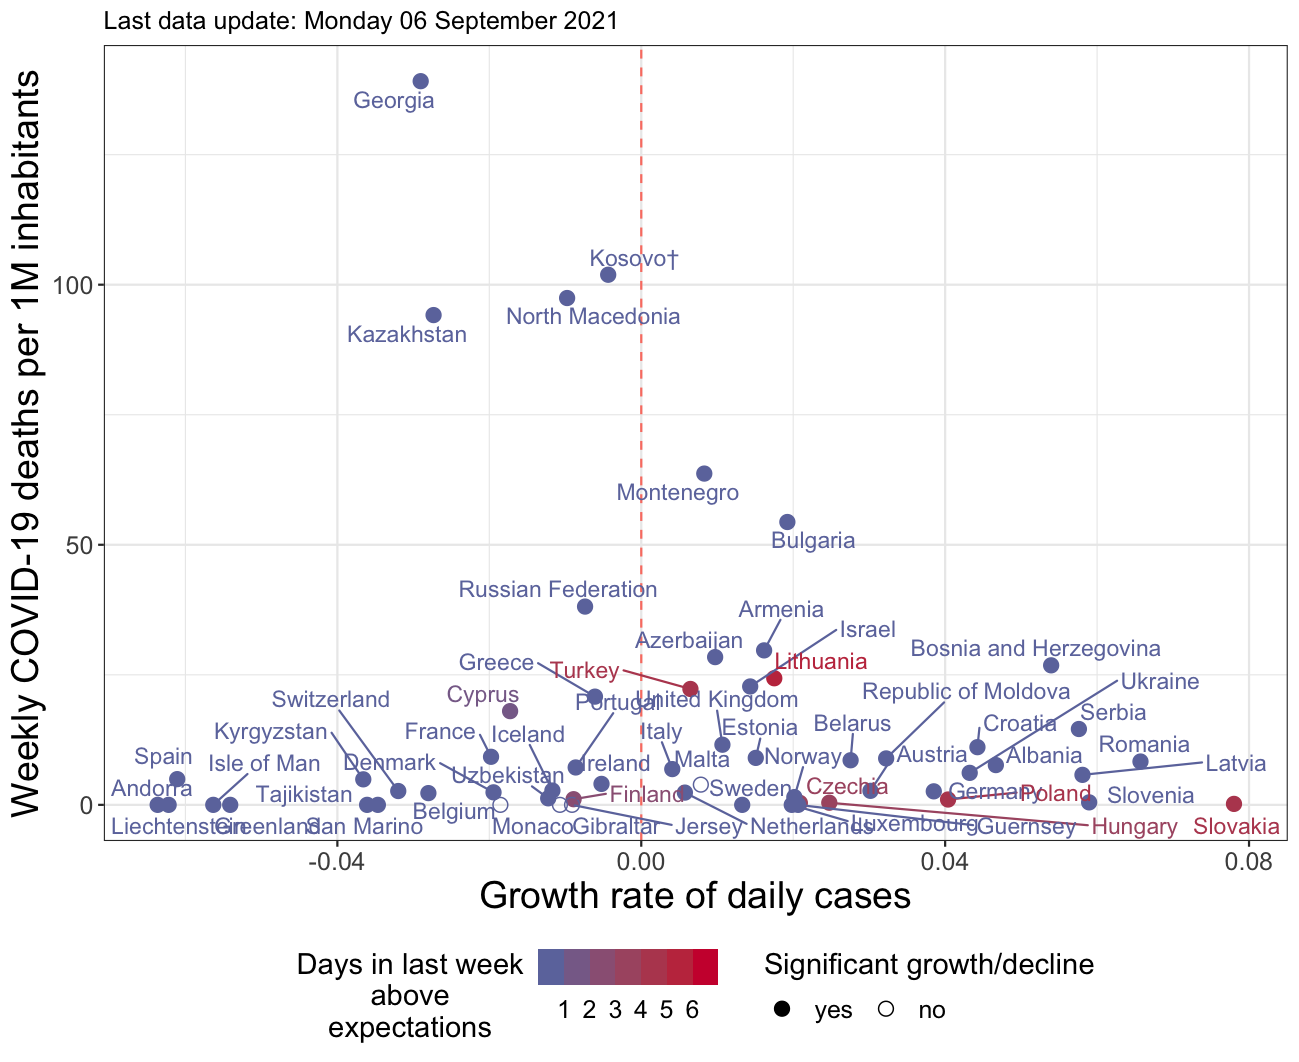 Last data update: Monday 06 September 2021
Weekly COVID-19 deaths per 1M inhabitants
Georgia
Kosovo†
100
North Macedonia
Kazakhstan
Montenegro
50
Bulgaria
Russian Federation
Armenia
Israel
Azerbaijan
Bosnia and Herzegovina
Greece
Turkey
Lithuania
Ukraine
Cyprus
Republic of Moldova
Switzerland
Portugal
United Kingdom
Serbia
Kyrgyzstan
France
Iceland
Italy
Estonia
Belarus
Croatia
Romania
Spain
Isle of Man
Denmark
Uzbekistan
Ireland
Malta
Norway
Austria
Albania
Latvia
Andorra
Tajikistan
Finland
Sweden
Czechia
Germany
Poland
Slovenia
0
Belgium
Liechtenstein
Greenland
San Marino
Monaco
Gibraltar
Jersey
Netherlands
Luxembourg
Guernsey
Hungary
Slovakia
-0.04 0.00 0.04 0.08
Growth rate of daily cases
Days in last week
above
expectations
1 2 3 4 5 6
Significant growth/decline
yes no